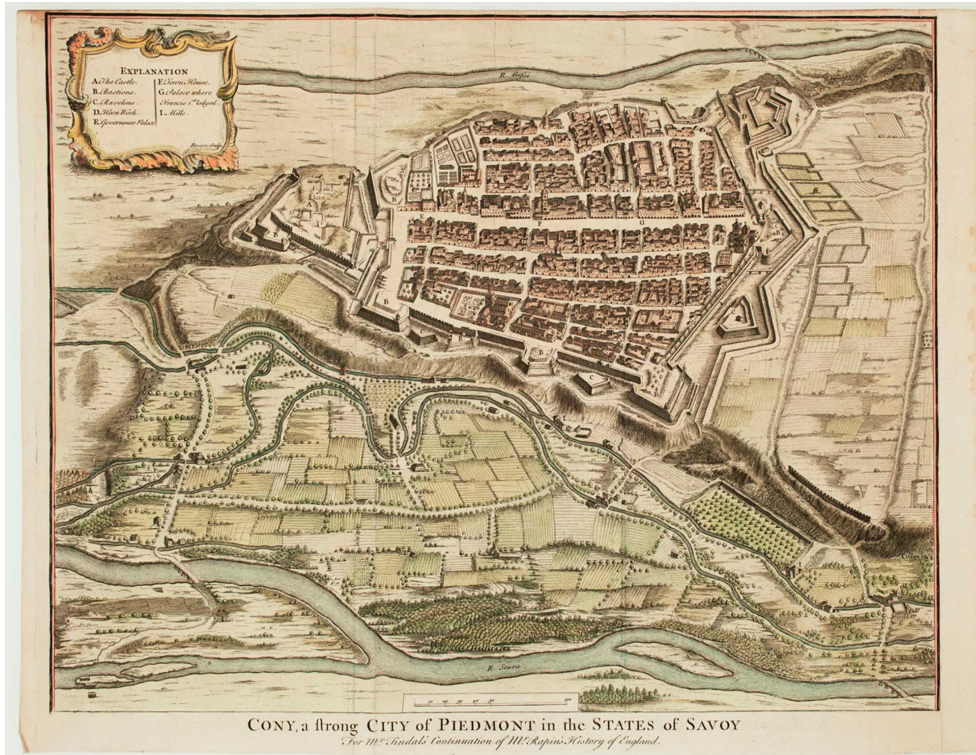 EXPLANATION
A. The Castle.
B. Bastions.
C. Ravelins.
D. Horn Work.
E. Governours Palace.
F. Town House.
G. Palace where
Francis 1st. lodged.
I. Mills.
R. Stura
B
B
B
CONY, a strong CITY of PIEDMONT in the STATES of SAVOY
For Mr. Tindal's Continuation of Mr. Rapin's History of England.